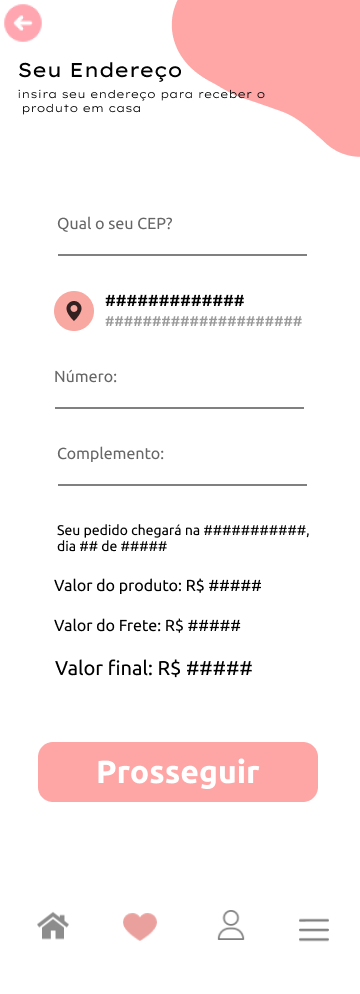 Seu Endereço
insira seu endereço para receber o
produto em casa
Qual o seu CEP?
#############
#####################
Número:
Complemento:
Seu pedido chegará na ###########,
dia ## de #####
Valor do produto: R$ #####
Valor do Frete: R$ #####
Valor final: R$ #####
Prosseguir